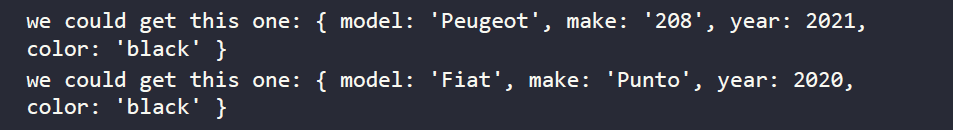 we could get this one: { model: 'Peugeot', make: '208', year: 2021,
color: 'black' }
we could get this one: { model: 'Fiat', make: 'Punto', year: 2020,
color: 'black' }